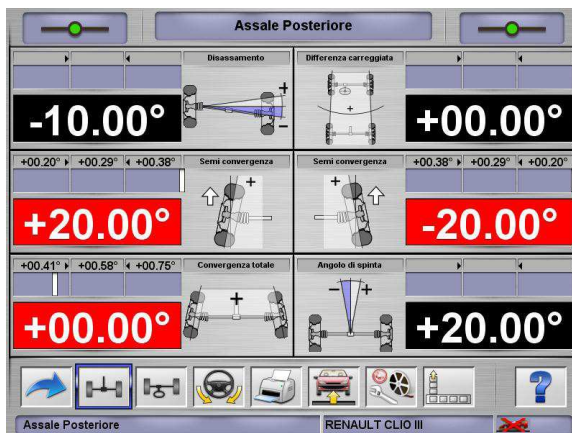 Assale Posteriore
Disassamento
Differenza carreggiata
-10.00°
+00.00°
+00.20° +00.29° +00.38°
Semi convergenza
Semi convergenza
+00.38° +00.29° +00.20°
+20.00°
-20.00°
+00.41° +00.58° +00.75°
Convergenza totale
Angolo di spinta
+00.00°
+20.00°
Assale Posteriore
RENAULT CLIO III